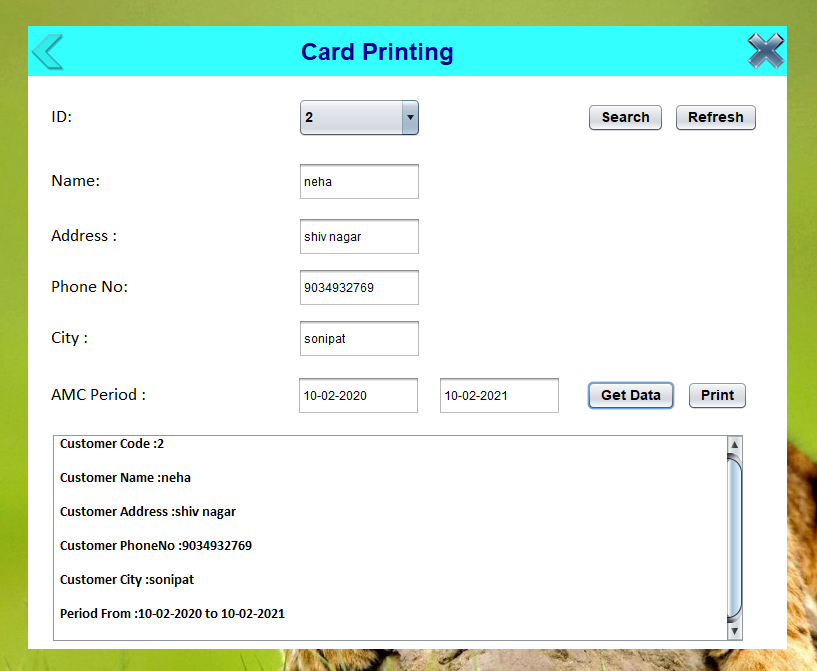 Card Printing
ID: 2 Search Refresh
Name: neha
Address : shiv nagar
Phone No: 9034932769
City : sonipat
AMC Period : 10-02-2020 10-02-2021 Get Data Print
Customer Code :2
Customer Name :neha
Customer Address :shiv nagar
Customer PhoneNo :9034932769
Customer City :sonipat
Period From :10-02-2020 to 10-02-2021